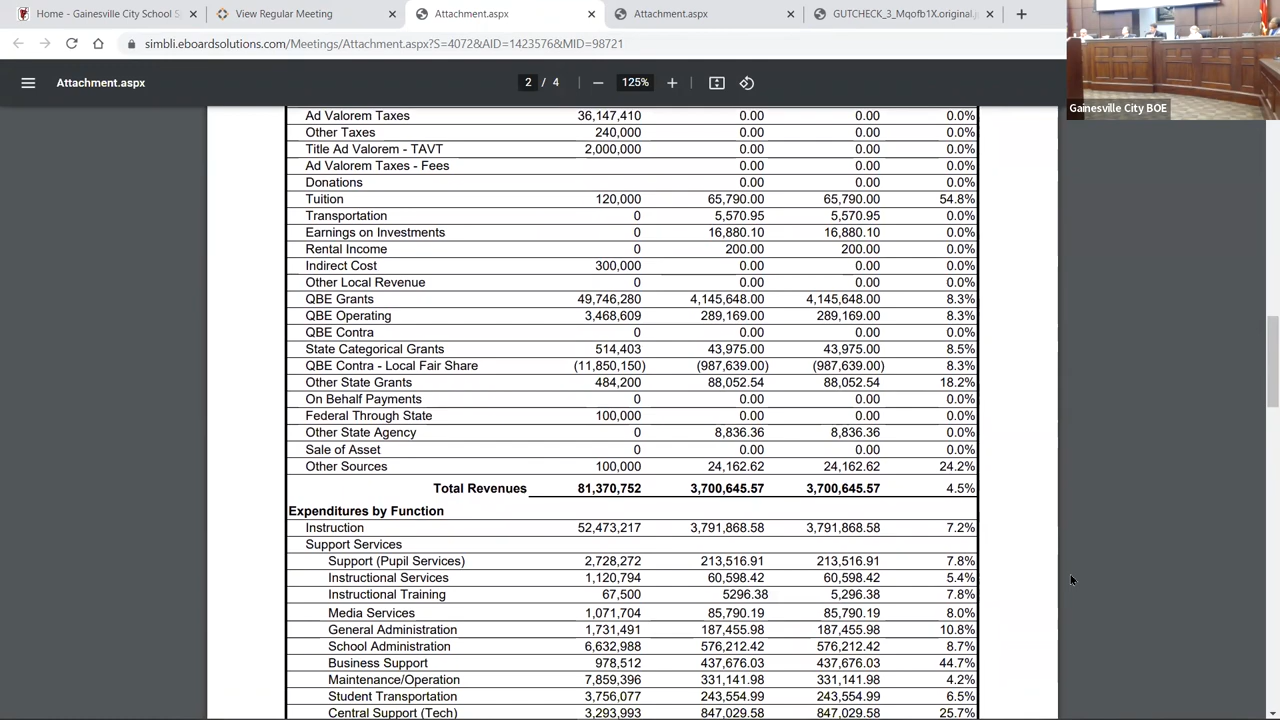 Home – Gainesville City School S
View Regular Meeting
Attachment.aspx
Attachment.aspx
GUTCHECK_3_Mqofb1X.original.j
Attachment.aspx
2 / 4
125%
Gainesville City BOE
Ad Valorem Taxes 36,147,410 0.00 0.00 0.0%
Other Taxes 240,000 0.00 0.00 0.0%
Title Ad Valorem - TAVT 2,000,000 0.00 0.00 0.0%
Ad Valorem Taxes - Fees 0.00 0.00 0.0%
Donations 0.00 0.00 0.0%
Tuition 120,000 65,790.00 65,790.00 54.8%
Transportation 0 5,570.95 5,570.95 0.0%
Earnings on Investments 0 16,880.10 16,880.10 0.0%
Rental Income 0 200.00 200.00 0.0%
Indirect Cost 300,000 0.00 0.00 0.0%
Other Local Revenue 0 0.00 0.00 0.0%
QBE Grants 49,746,280 4,145,648.00 4,145,648.00 8.3%
QBE Operating 3,468,609 289,169.00 289,169.00 8.3%
QBE Contra 0 0.00 0.00 0.0%
State Categorical Grants 514,403 43,975.00 43,975.00 8.5%
QBE Contra - Local Fair Share (11,850,150) (987,639.00) (987,639.00) 8.3%
Other State Grants 484,200 88,052.54 88,052.54 18.2%
On Behalf Payments 0 0.00 0.00 0.0%
Federal Through State 100,000 0.00 0.00 0.0%
Other State Agency 0 8,836.36 8,836.36 0.0%
Sale of Asset 0 0.00 0.00 0.0%
Other Sources 100,000 24,162.62 24,162.62 24.2%
Total Revenues 81,370,752 3,700,645.57 3,700,645.57 4.5%
Expenditures by Function
Instruction 52,473,217 3,791,868.58 3,791,868.58 7.2%
Support Services
Support (Pupil Services) 2,728,272 213,516.91 213,516.91 7.8%
Instructional Services 1,120,794 60,598.42 60,598.42 5.4%
Instructional Training 67,500 5296.38 5,296.38 7.8%
Media Services 1,071,704 85,790.19 85,790.19 8.0%
General Administration 1,731,491 187,455.98 187,455.98 10.8%
School Administration 6,632,988 576,212.42 576,212.42 8.7%
Business Support 978,512 437,676.03 437,676.03 44.7%
Maintenance/Operation 7,859,396 331,141.98 331,141.98 4.2%
Student Transportation 3,756,077 243,554.99 243,554.99 6.5%
Central Support (Tech) 3,293,993 847,029.58 847,029.58 25.7%